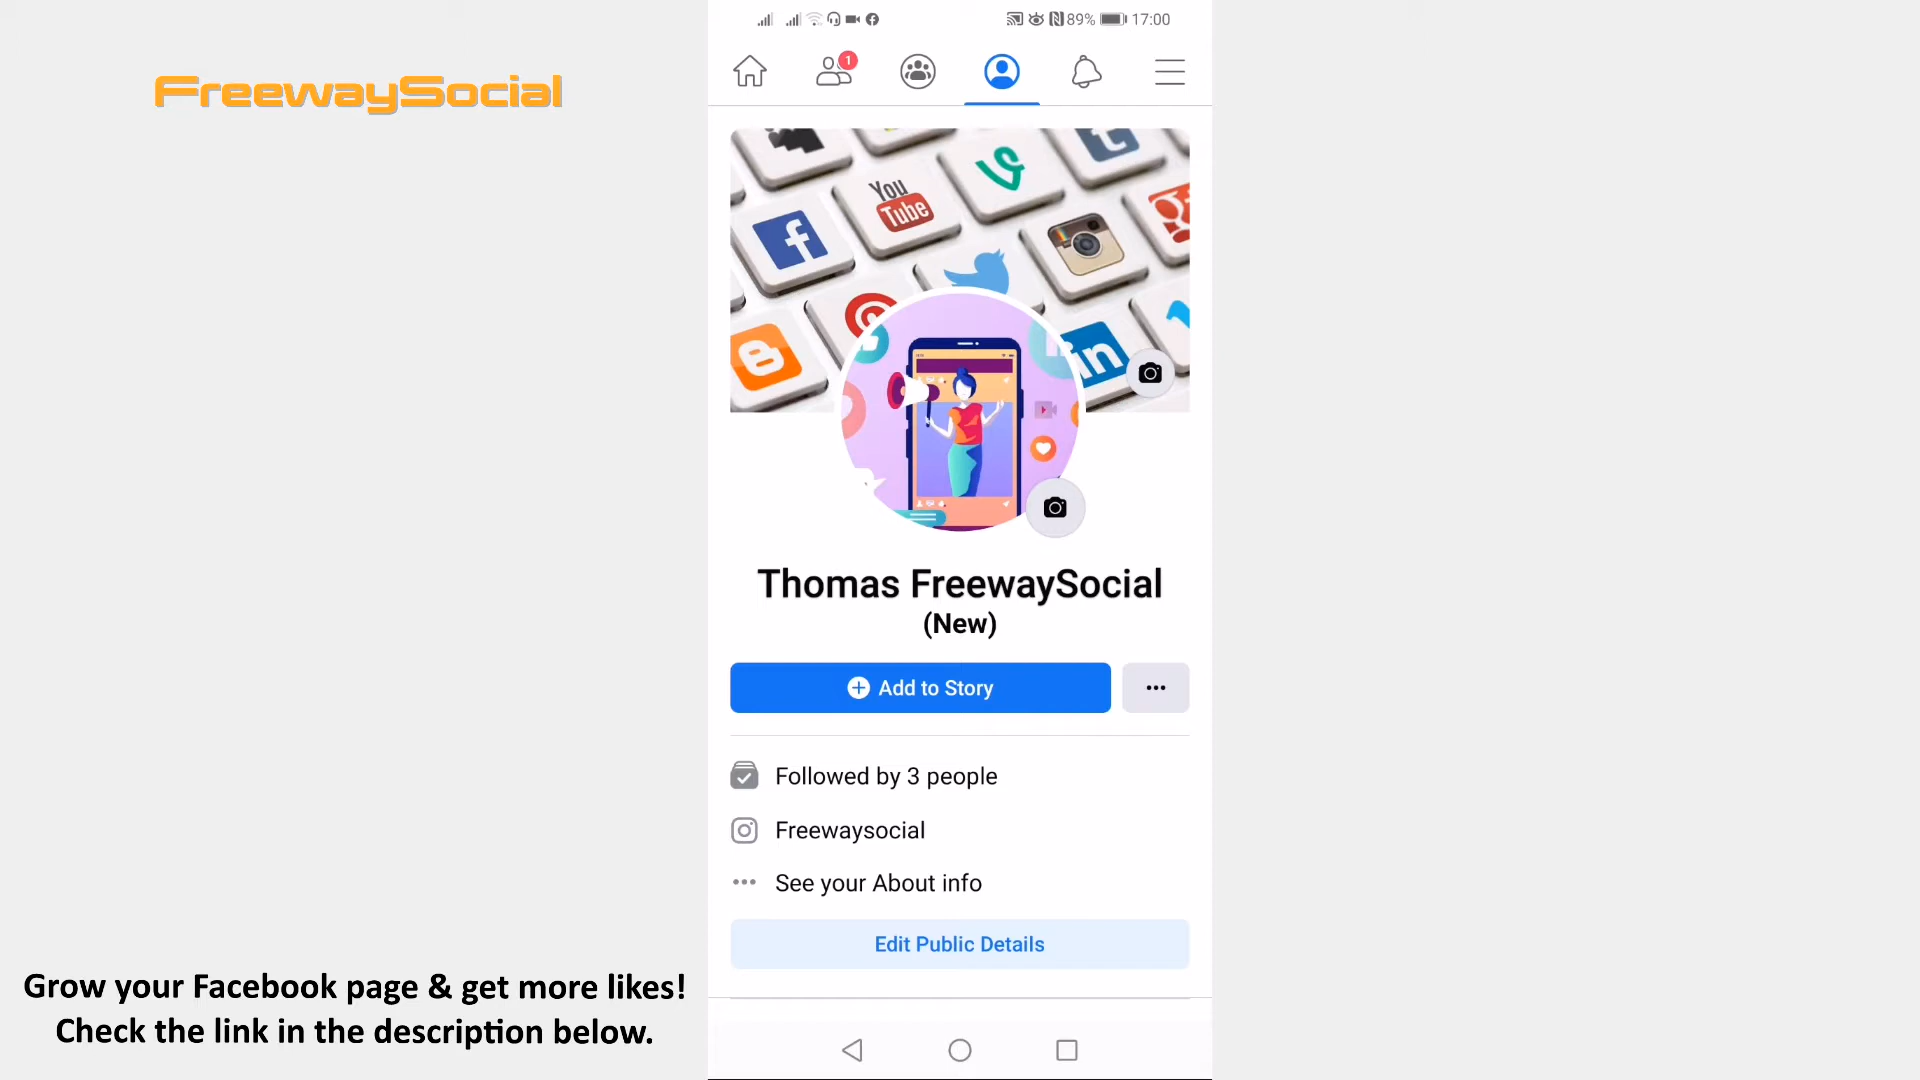 FreewaySocial
89% 17:00
1
You
Tube
in
Thomas FreewaySocial
(New)
Add to Story
Followed by 3 people
Freewaysocial
See your About info
Edit Public Details
Grow your Facebook page & get more likes!
Check the link in the description below.